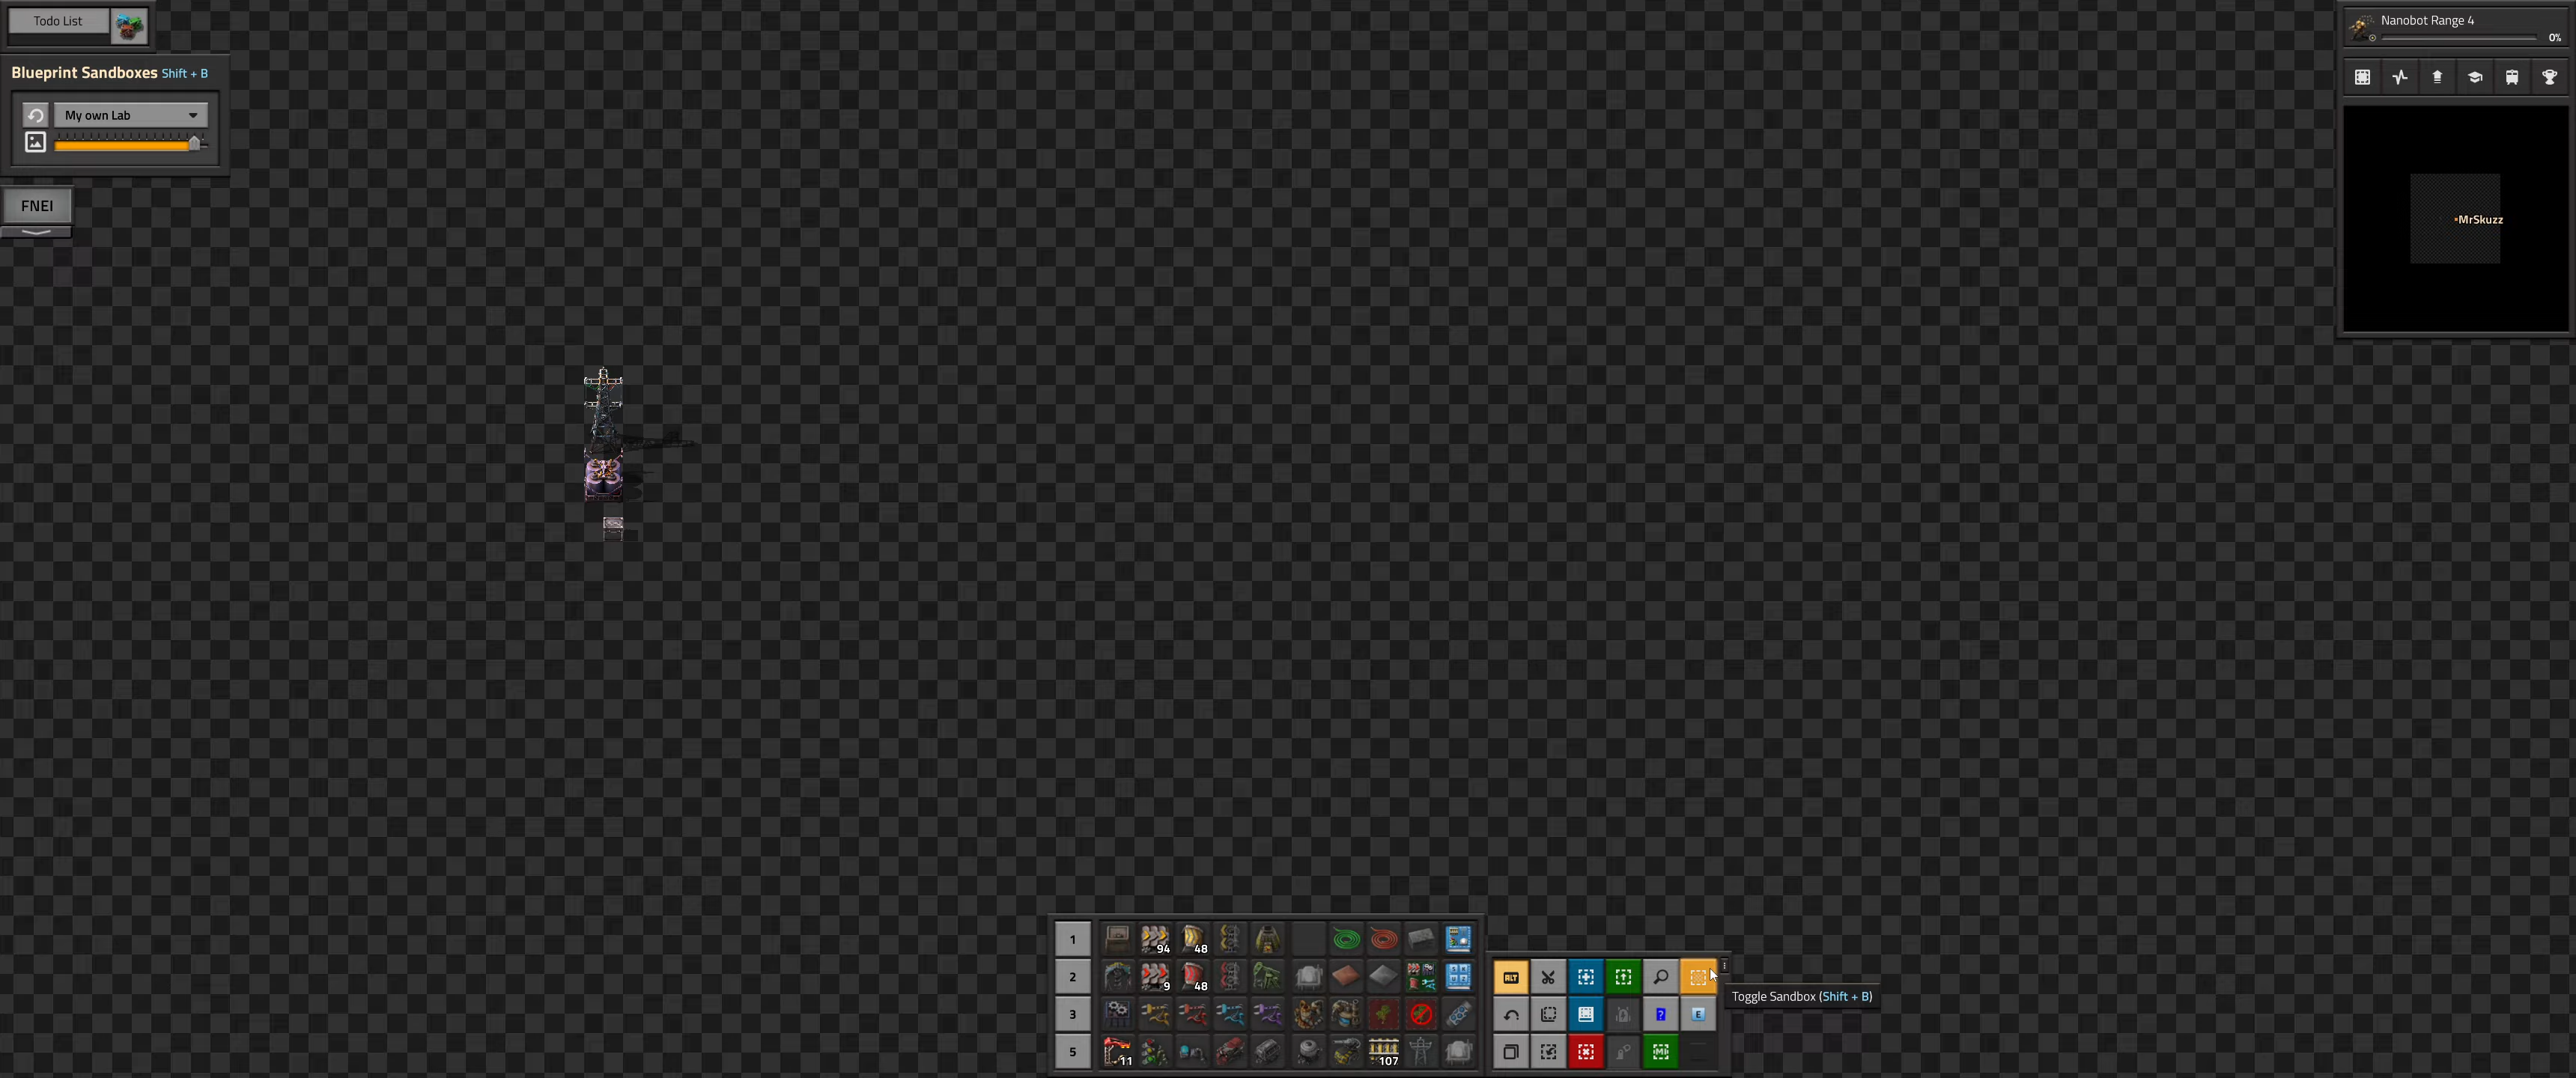 Todo List
Nanobot Range 4
0%
Blueprint Sandboxes Shift + B
My own Lab
FNEI
MrSkuzz
1
94
48
2
9
48
ALT
Toggle Sandbox (Shift + B)
3
?
E
5
11
107
M